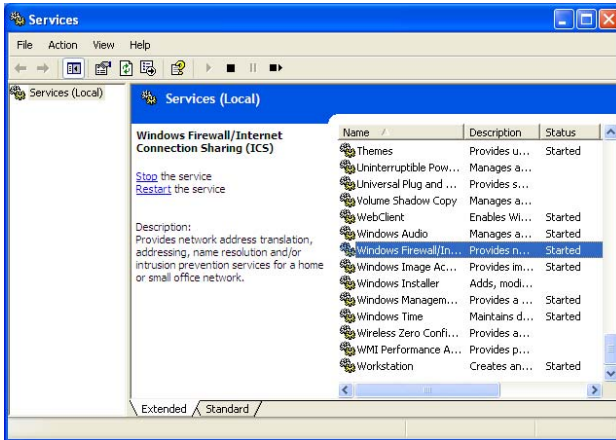 Services
File Action View Help
Services (Local)
Services (Local)
Windows Firewall/Internet
Connection Sharing (ICS)
Stop the service
Restart the service
Description:
Provides network address translation,
addressing, name resolution and/or
intrusion prevention services for a home
or small office network.
Name Description Status
Themes Provides u... Started
Uninterruptible Pow... Manages a...
Universal Plug and ... Provides s...
Volume Shadow Copy Manages a...
WebClient Enables Wi... Started
Windows Audio Manages a... Started
Windows Firewall/In... Provides n... Started
Windows Image Ac... Provides im... Started
Windows Installer Adds, modi...
Windows Managem... Provides a ... Started
Windows Time Maintains d... Started
Wireless Zero Confi... Provides a...
WMI Performance A... Provides p...
Workstation Creates an... Started
Extended Standard